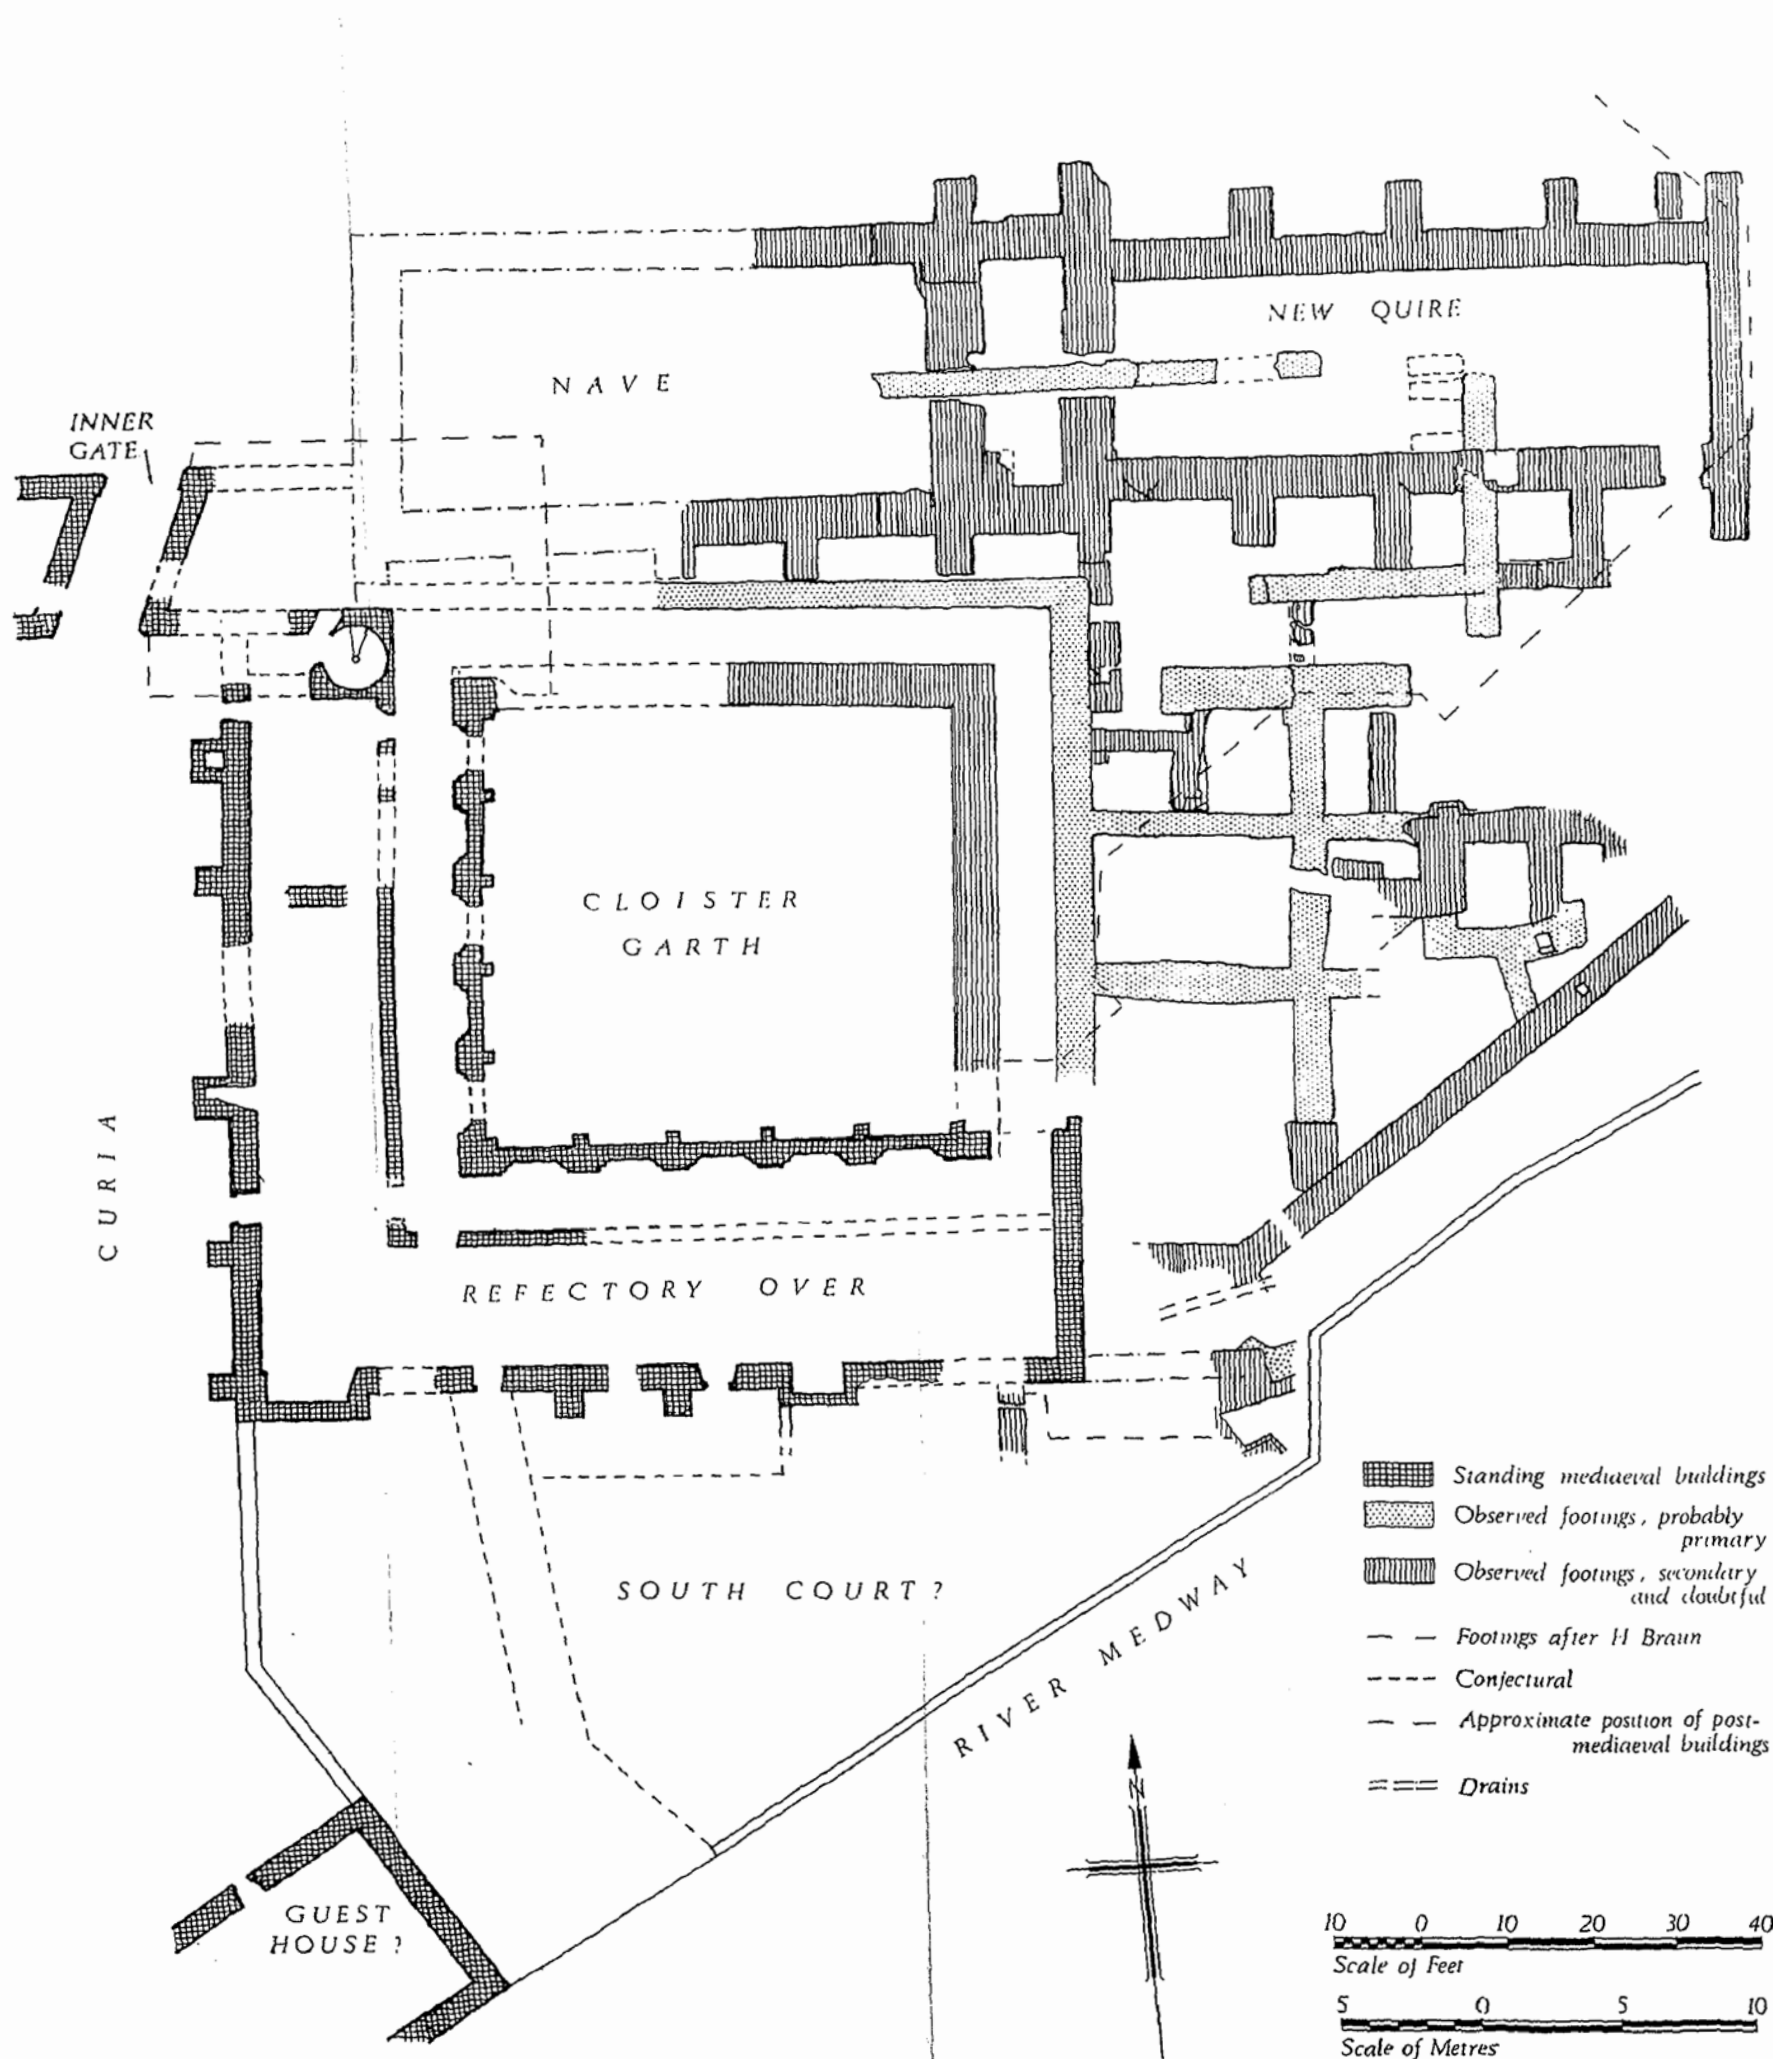 NEW QUIRE
NAVE
INNER
GATE
CLOISTER
GARTH
CURIA
REFECTORY OVER
SOUTH COURT?
RIVER MEDWAY
GUEST
HOUSE?
Standing mediaeval buildings
Observed footings, probably
primary
Observed footings, secondary
and doubtful
Footings after H Braun
Conjectural
Approximate position of post-
mediaeval buildings
Drains
N
10 0 10 20 30 40
Scale of Feet
5 0 5 10
Scale of Metres